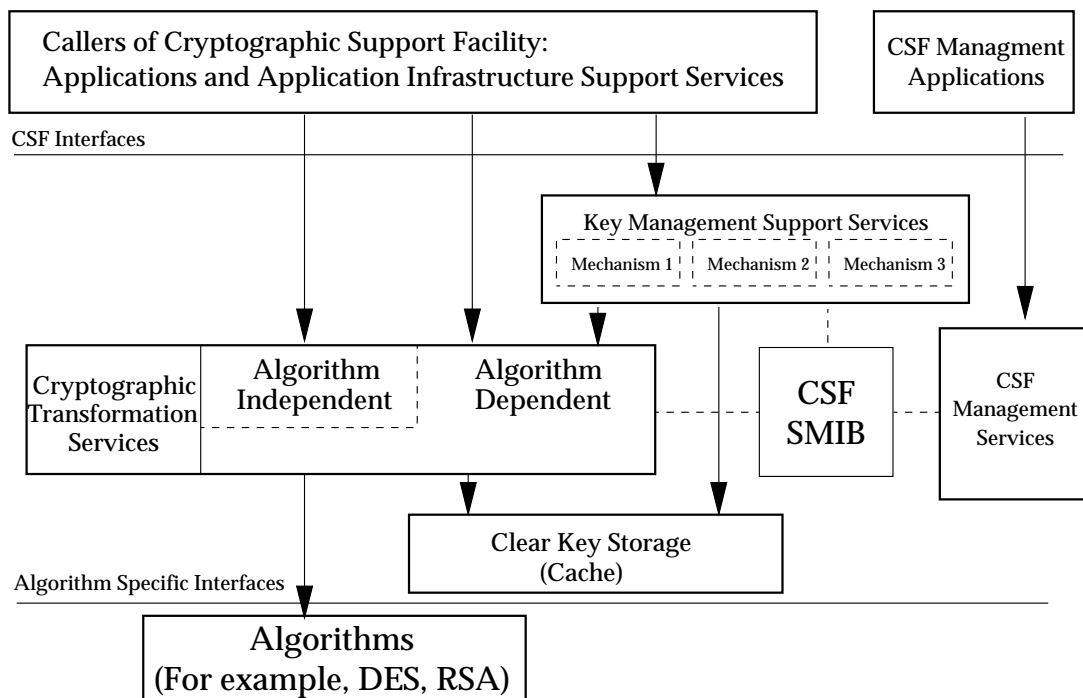 Callers of Cryptographic Support Facility:
Applications and Application Infrastructure Support Services
CSF Managment
Applications
CSF Interfaces
Key Management Support Services
Mechanism 1
Mechanism 2
Mechanism 3
Cryptographic
Transformation
Services
Algorithm
Independent
Algorithm
Dependent
CSF
SMIB
CSF
Management
Services
Clear Key Storage
(Cache)
Algorithm Specific Interfaces
Algorithms
(For example, DES, RSA)